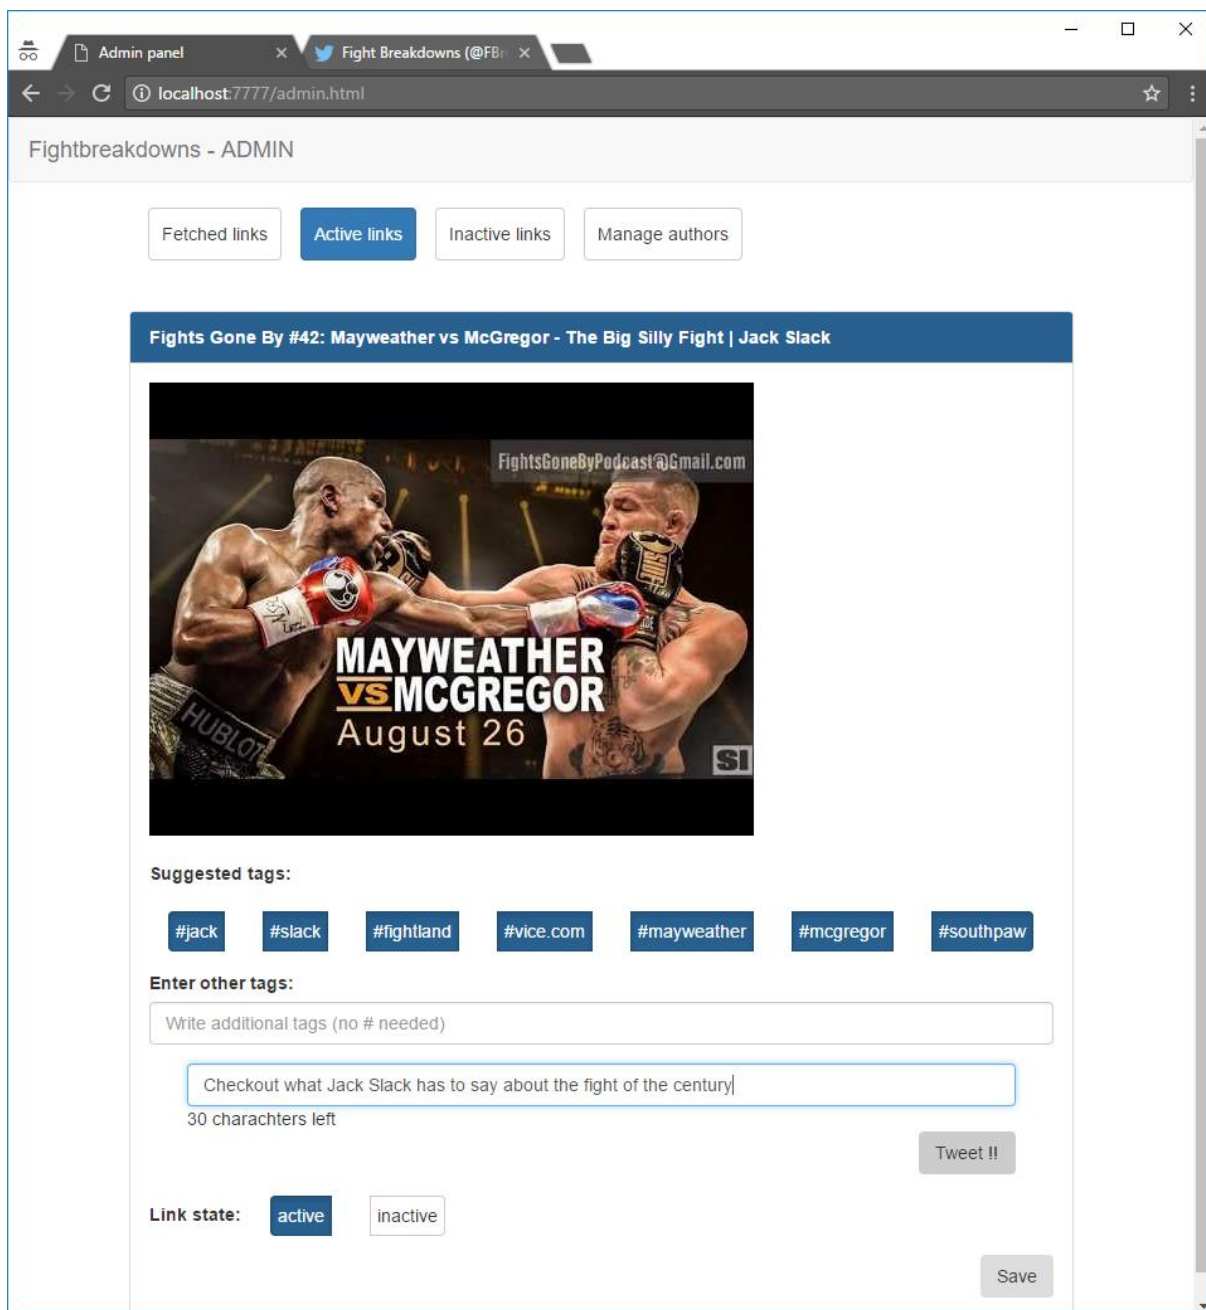 Admin panel
Fight Breakdowns (@FBr
localhost:7777/admin.html
Fightbreakdowns - ADMIN
Fetched links Active links Inactive links Manage authors
Fights Gone By #42: Mayweather vs McGregor - The Big Silly Fight | Jack Slack
FightsGoneByPodcast@Gmail.com
MAYWEATHER
VS MCGREGOR
August 26
HUBLOT
SI
Suggested tags:
#jack #slack #fightland #vice.com #mayweather #mcgregor #southpaw
Enter other tags:
Write additional tags (no # needed)
Checkout what Jack Slack has to say about the fight of the century
30 charachters left
Tweet !!
Link state: active inactive
Save